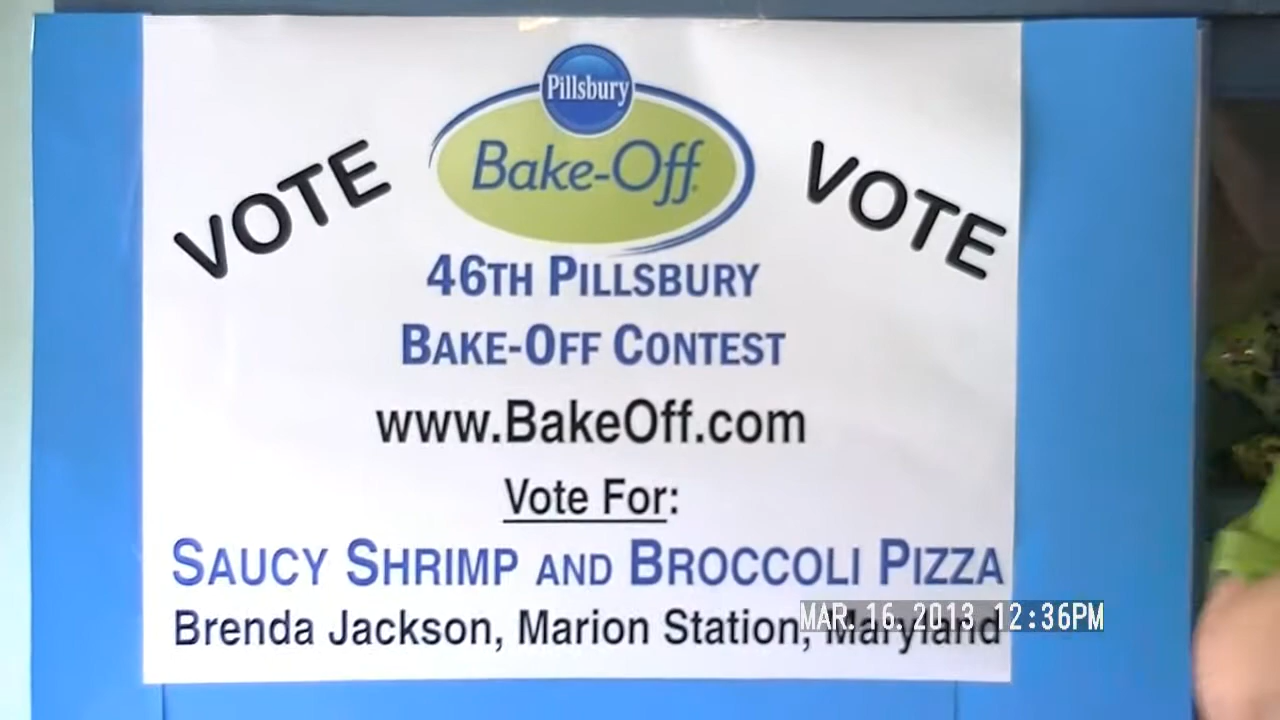 Pillsbury
Bake-Off
VOTE
VOTE
46TH PILLSBURY
BAKE-OFF CONTEST
www.BakeOff.com
Vote For:
SAUCY SHRIMP AND BROCCOLI PIZZA
Brenda Jackson, Marion Station, Maryland
MAR. 16. 2013 12:36PM